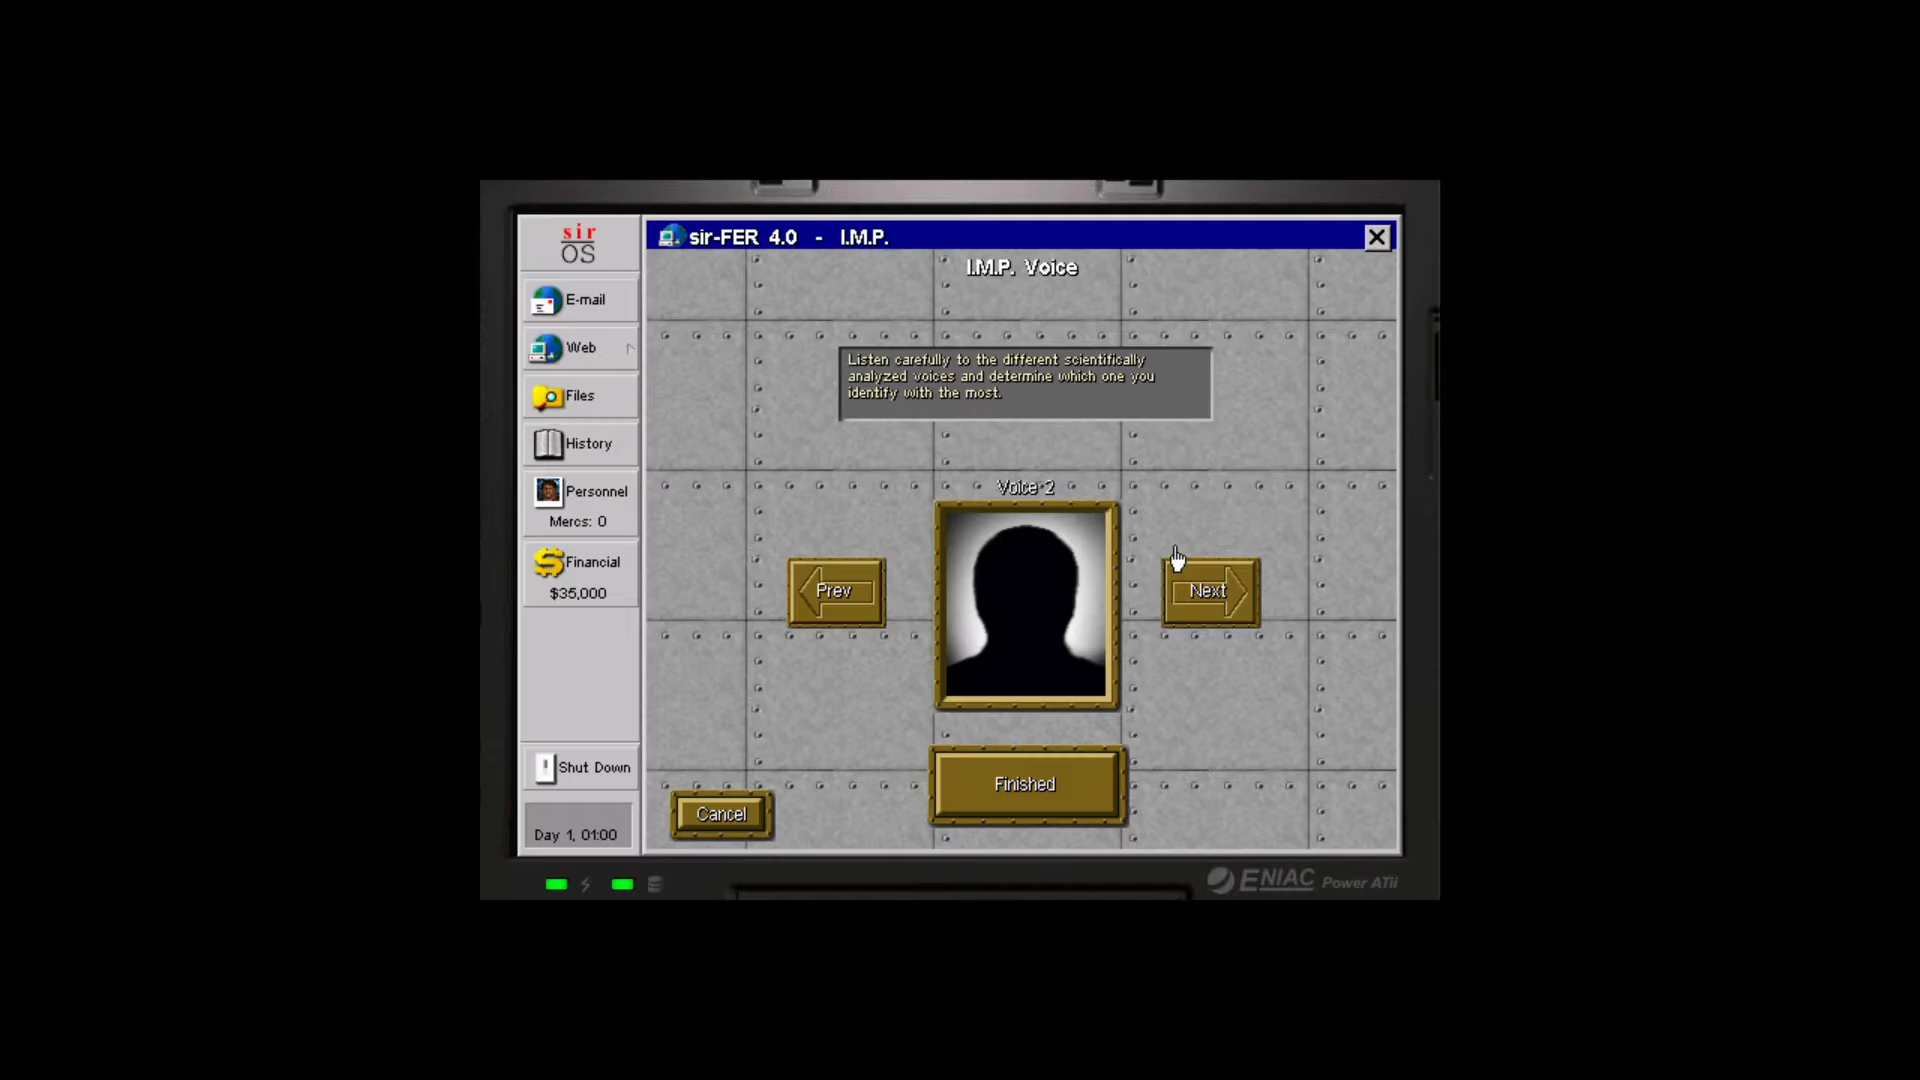 sir
OS
sir-FER 4.0 - I.M.P.
I.M.P. Voice
E-mail
Web
Files
History
Personnel
Mercs: 0
Financial
$35,000
Listen carefully to the different scientifically
analyzed voices and determine which one you
identify with the most.
Voice 2
Prev
Next
Finished
Cancel
Shut Down
Day 1, 01:00
ENIAC Power ATii